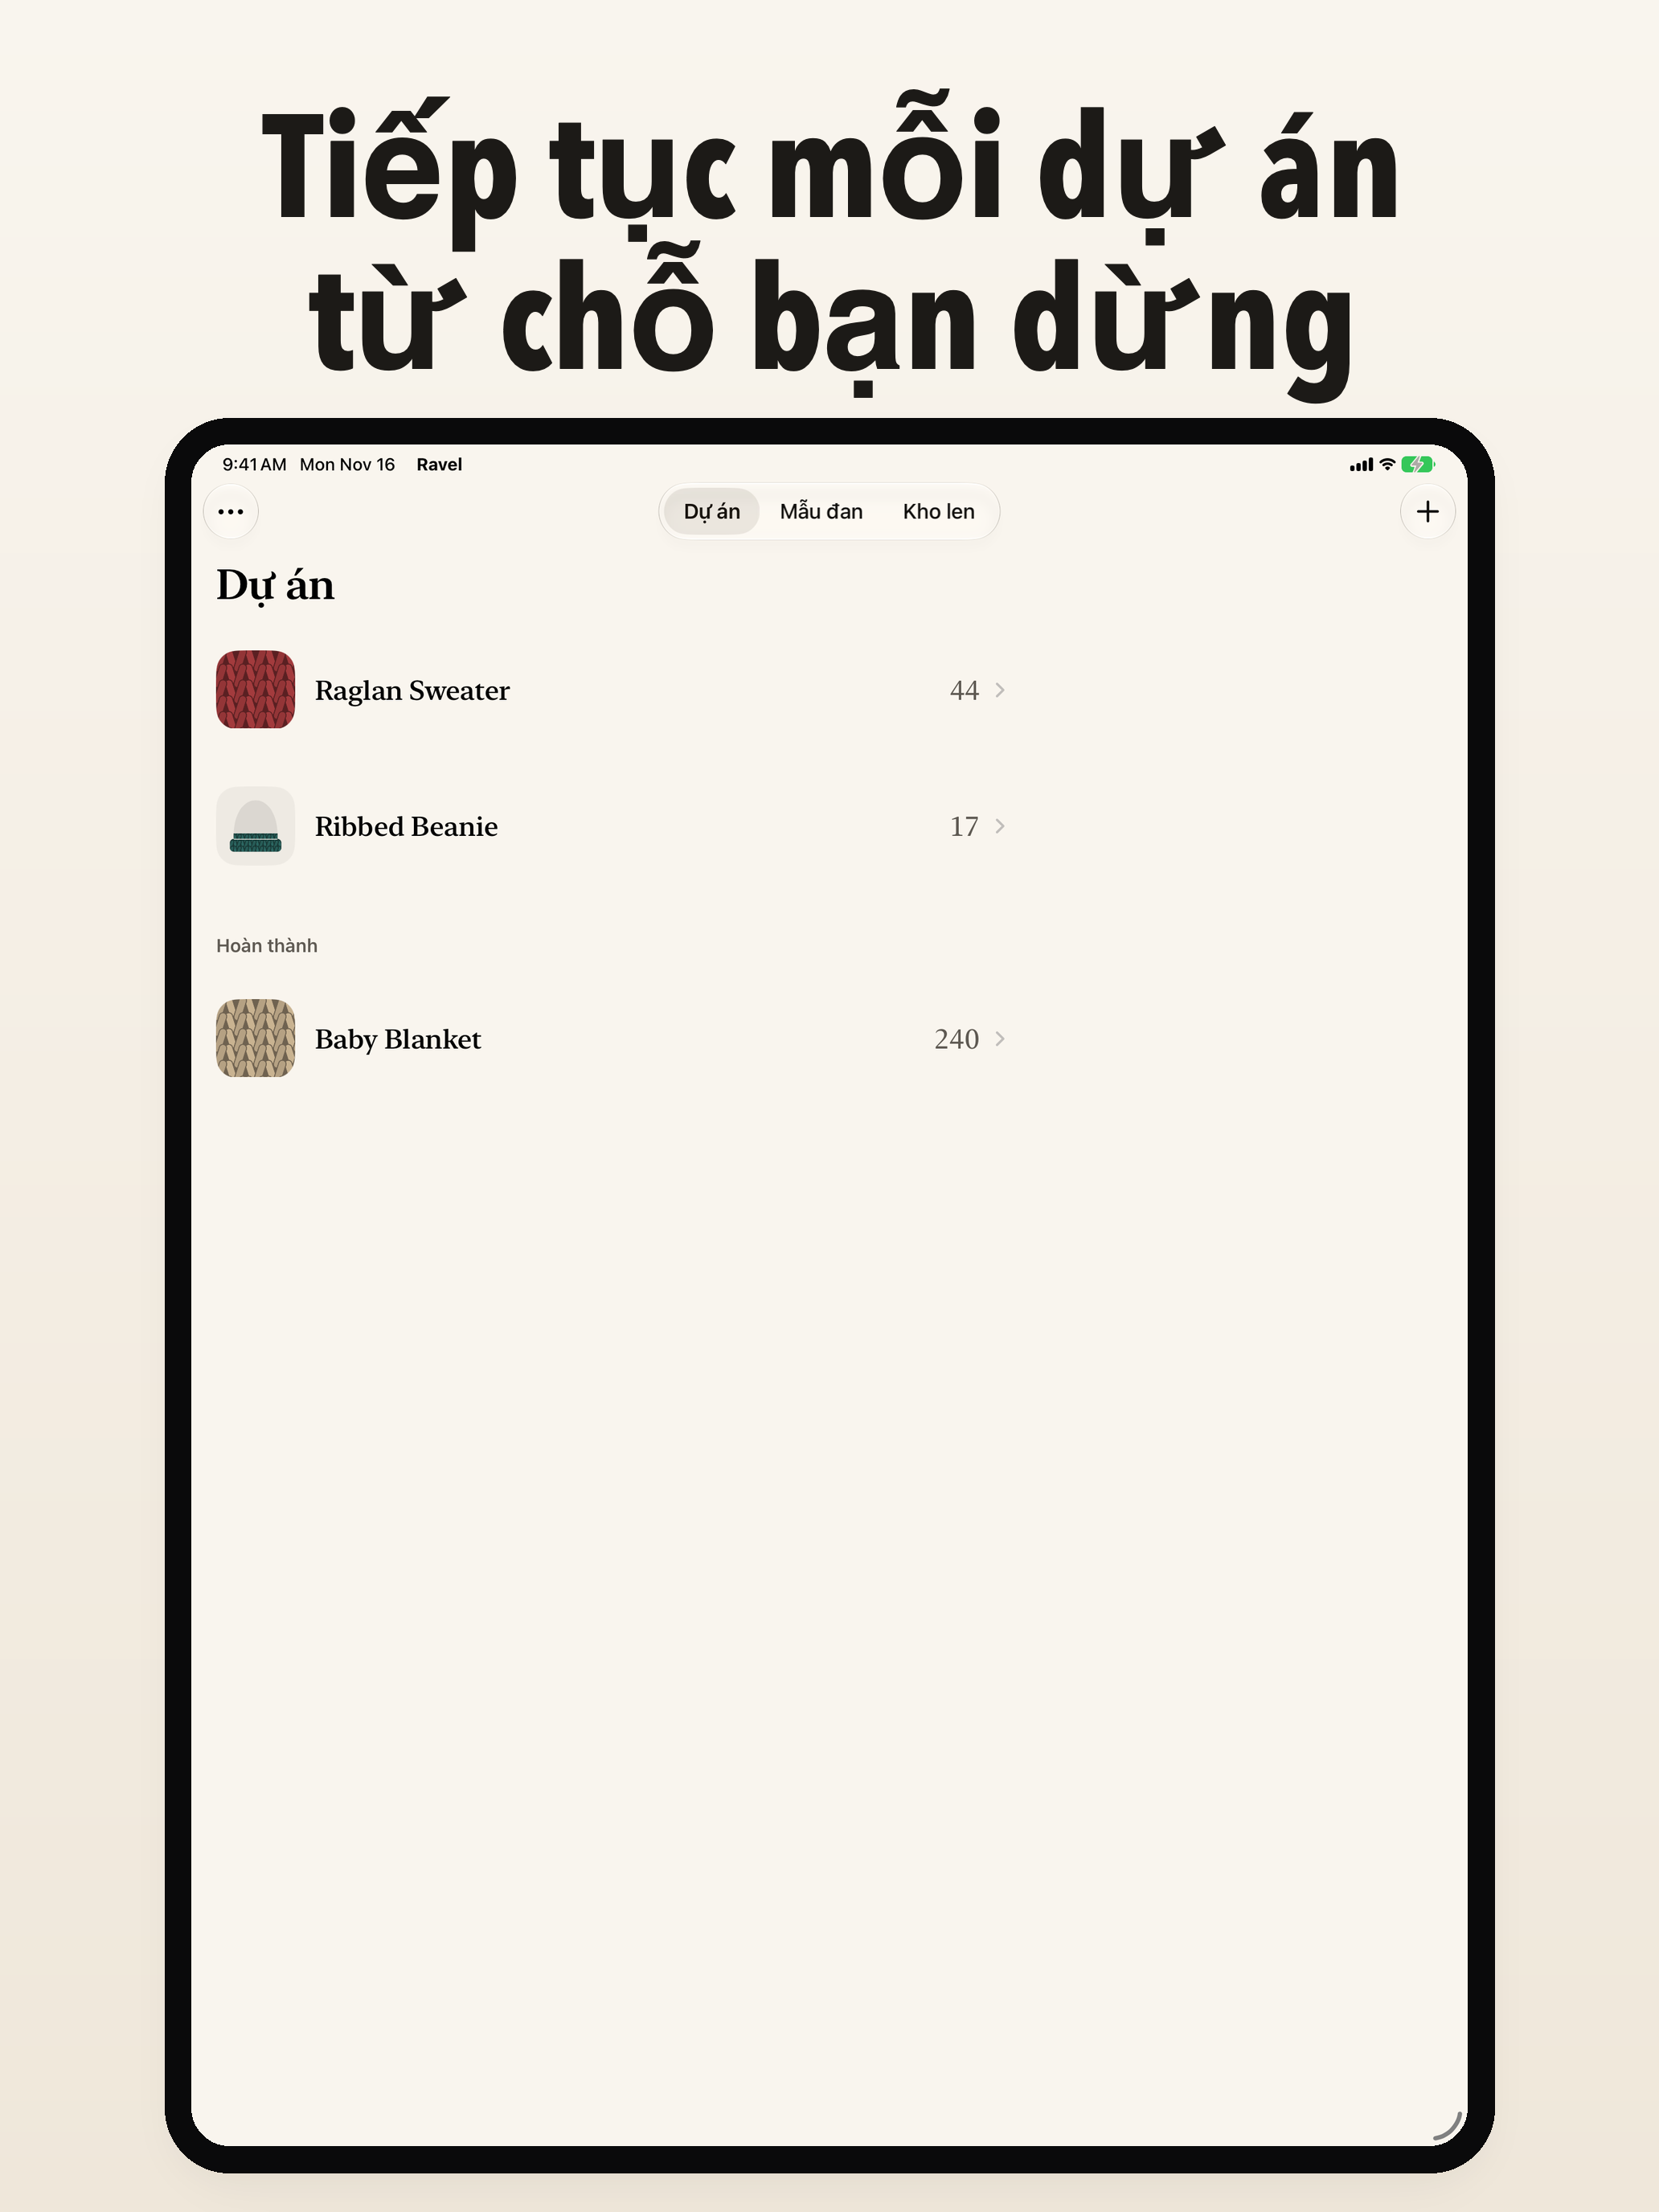 Tiếp tục mỗi dự án
từ chỗ bạn dừng
9:41 AM Mon Nov 16 Ravel
Dự án Mẫu đan Kho len
Dự án
Raglan Sweater 44
Ribbed Beanie 17
Hoàn thành
Baby Blanket 240